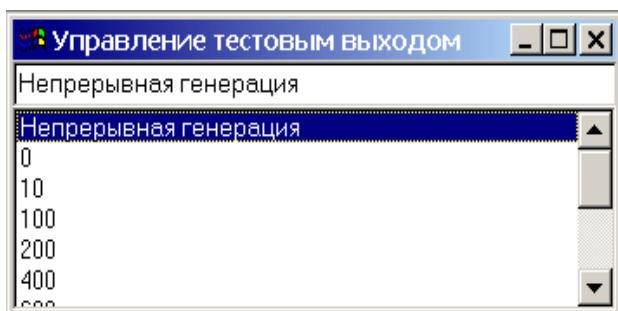 Управление тестовым выходом
Непрерывная генерация
Непрерывная генерация
0
10
100
200
400